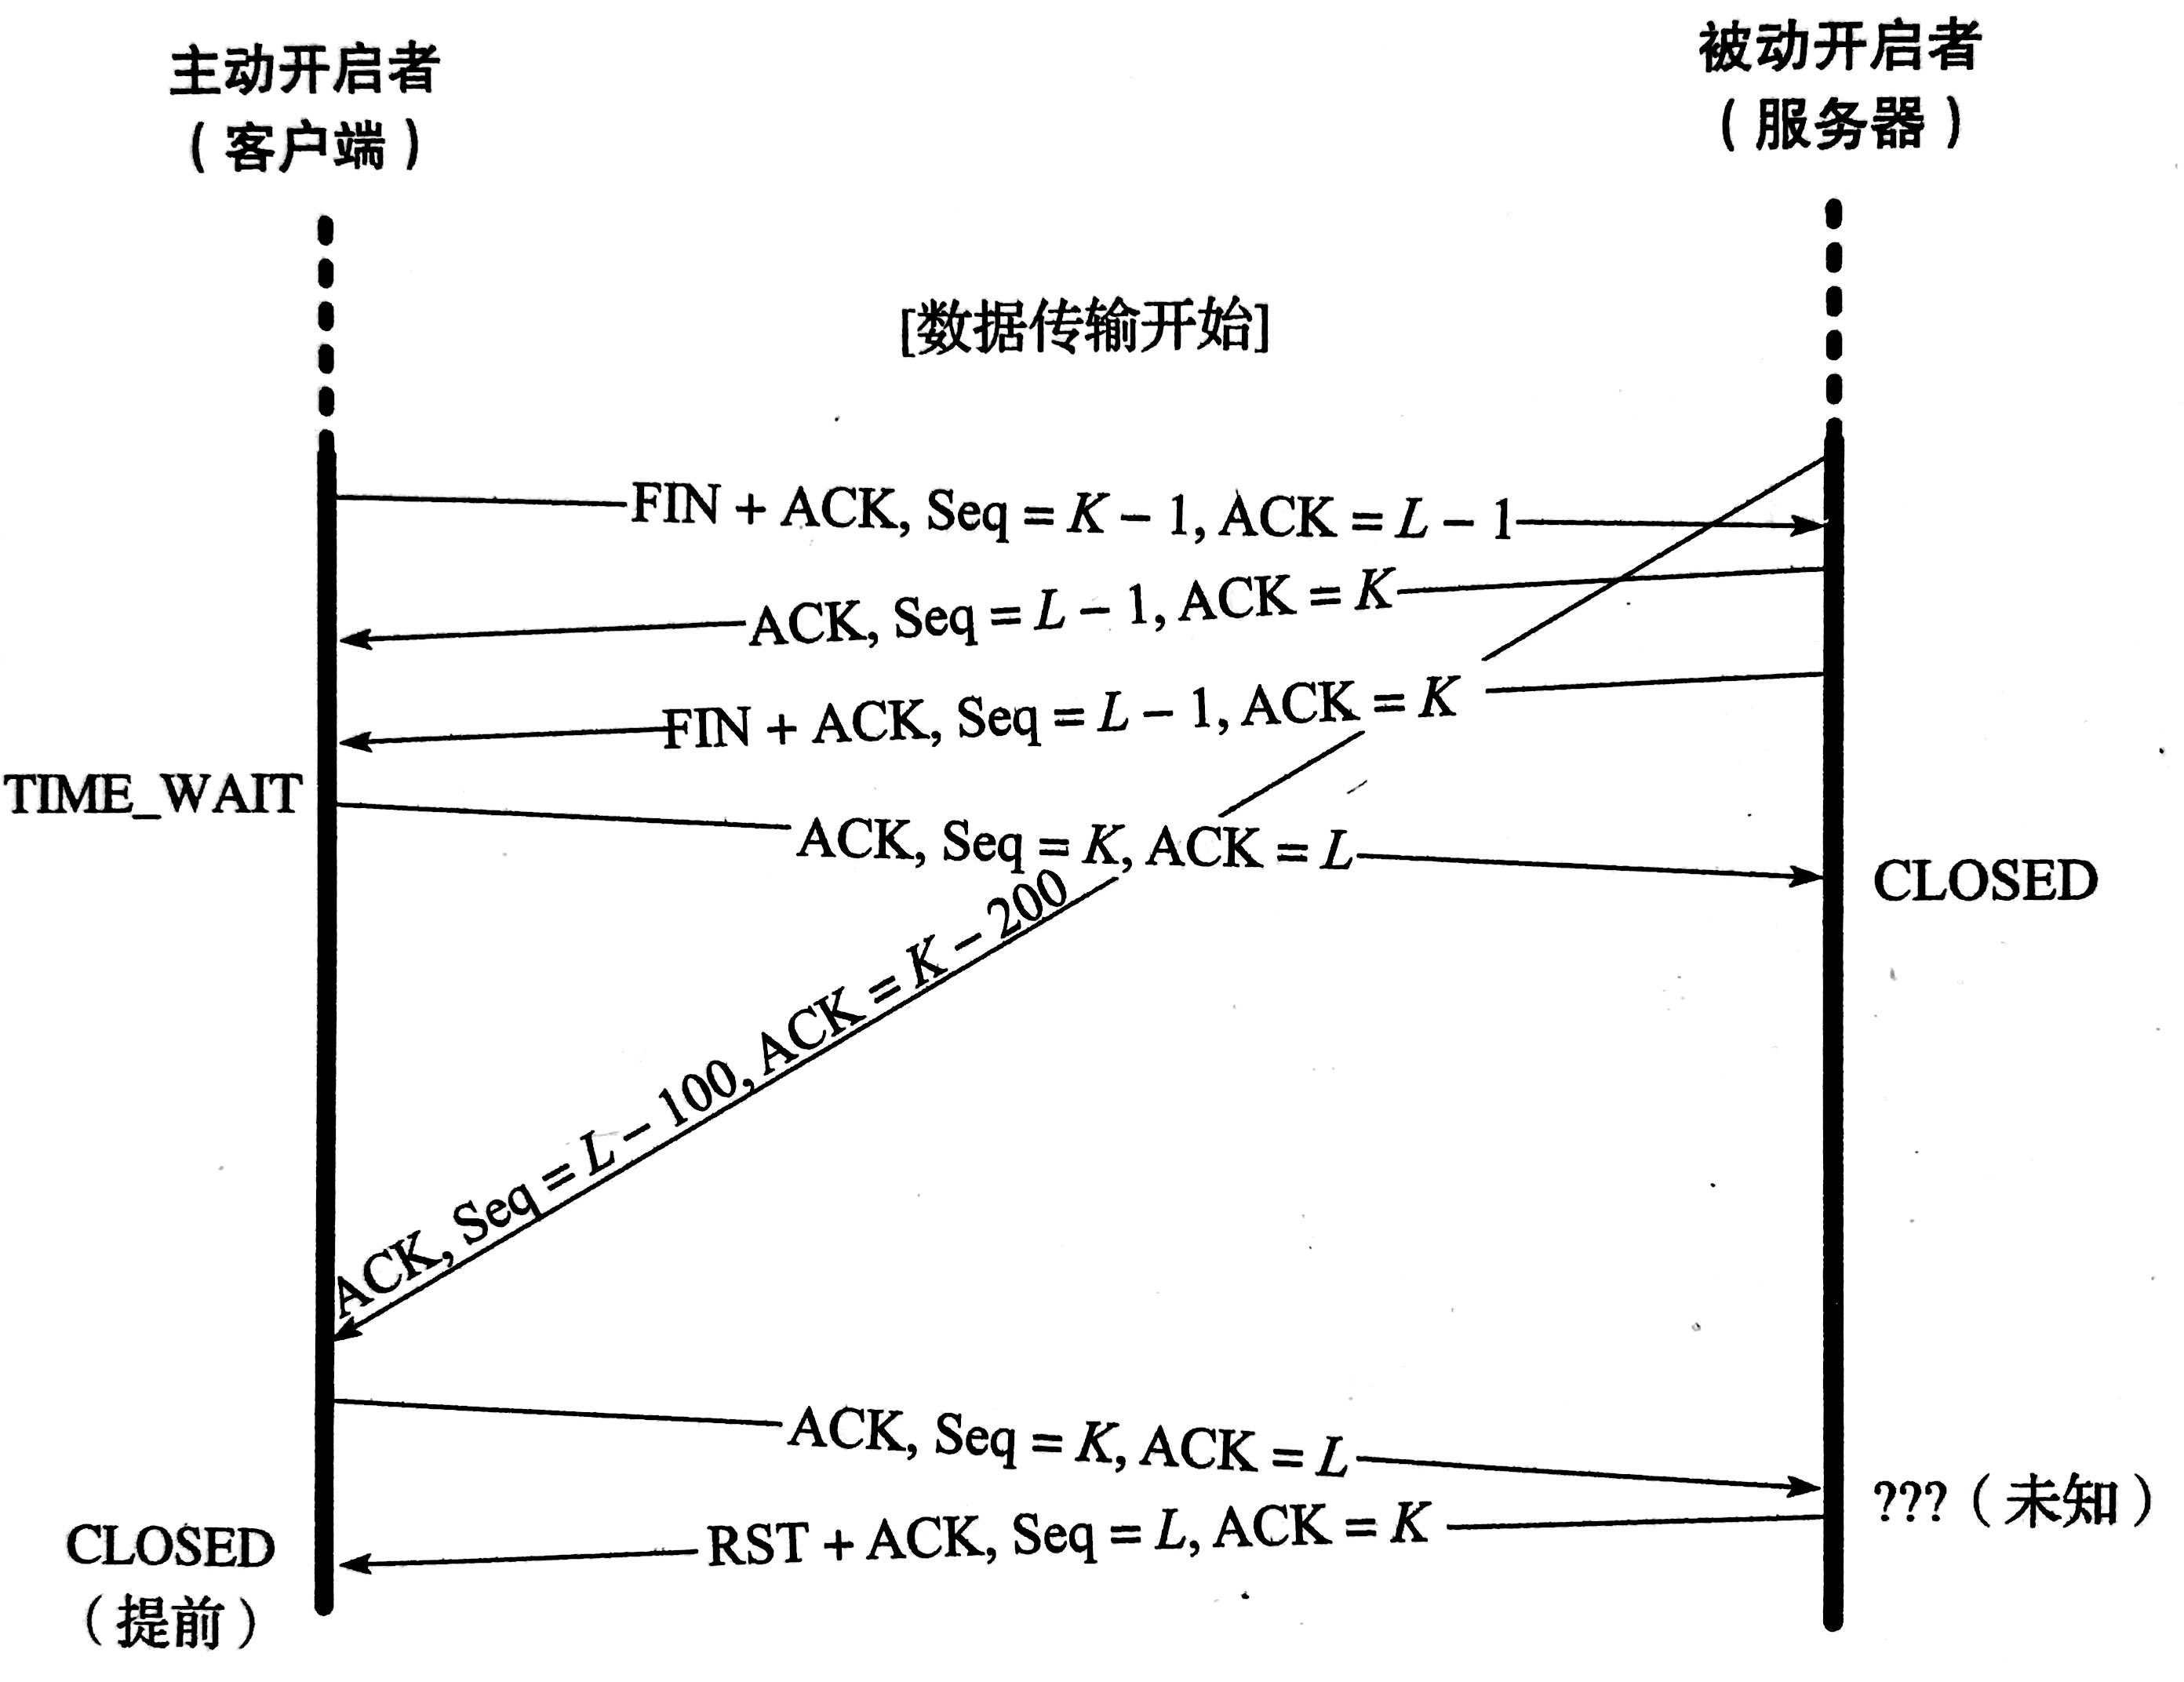 主动开启者
（客户端）
被动开启者
（服务器）
[数据传输开始]
FIN + ACK, Seq = K − 1, ACK = L − 1
ACK, Seq = L − 1, ACK = K
FIN + ACK, Seq = L − 1, ACK = K
TIME_WAIT
ACK, Seq = K, ACK = L
CLOSED
ACK, Seq = L − 100, ACK = K − 200
ACK, Seq = K, ACK = L
???（未知）
RST + ACK, Seq = L, ACK = K
CLOSED
（提前）